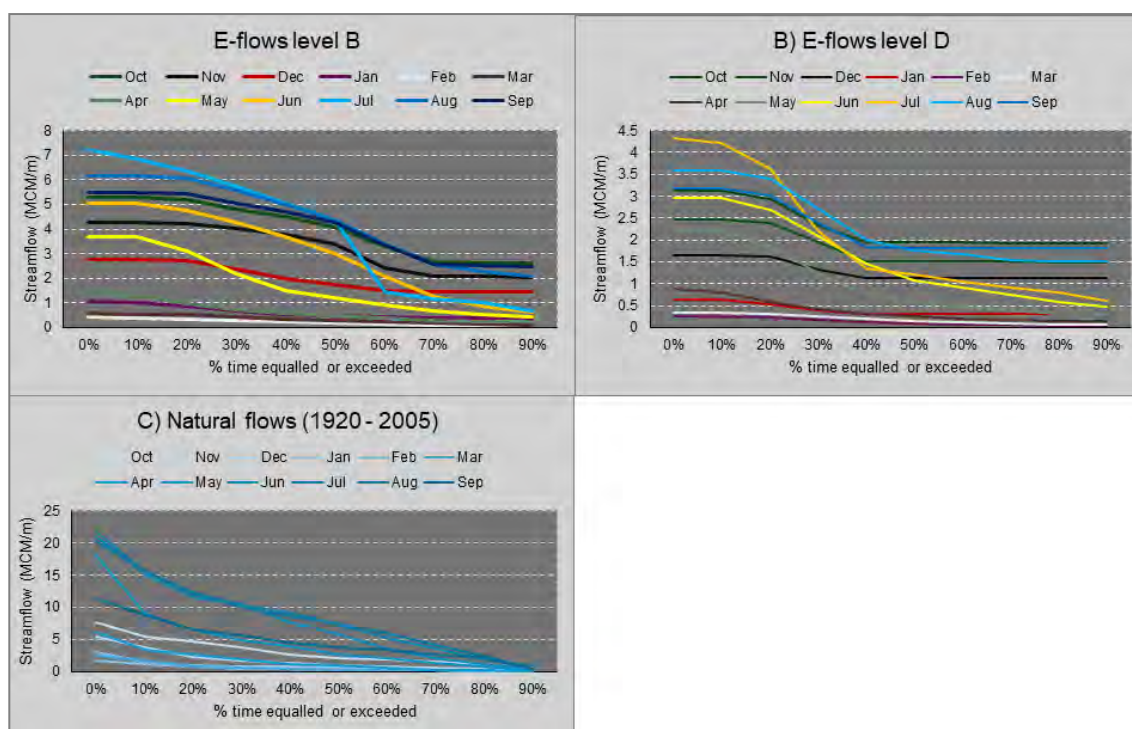 E-flows level B
Oct Nov Dec Jan Feb Mar
Apr May Jun Jul Aug Sep
Streamflow (MCM/m)
8
7
6
5
4
3
2
1
0
0% 10% 20% 30% 40% 50% 60% 70% 80% 90%
% time equalled or exceeded
B) E-flows level D
Oct Nov Dec Jan Feb Mar
Apr May Jun Jul Aug Sep
Streamflow (MCM/m)
4.5
4
3.5
3
2.5
2
1.5
1
0.5
0
0% 10% 20% 30% 40% 50% 60% 70% 80% 90%
% time equalled or exceeded
C) Natural flows (1920 - 2005)
Oct Nov Dec Jan Feb Mar
Apr May Jun Jul Aug Sep
Streamflow (MCM/m)
25
20
15
10
5
0
0% 10% 20% 30% 40% 50% 60% 70% 80% 90%
% time equalled or exceeded